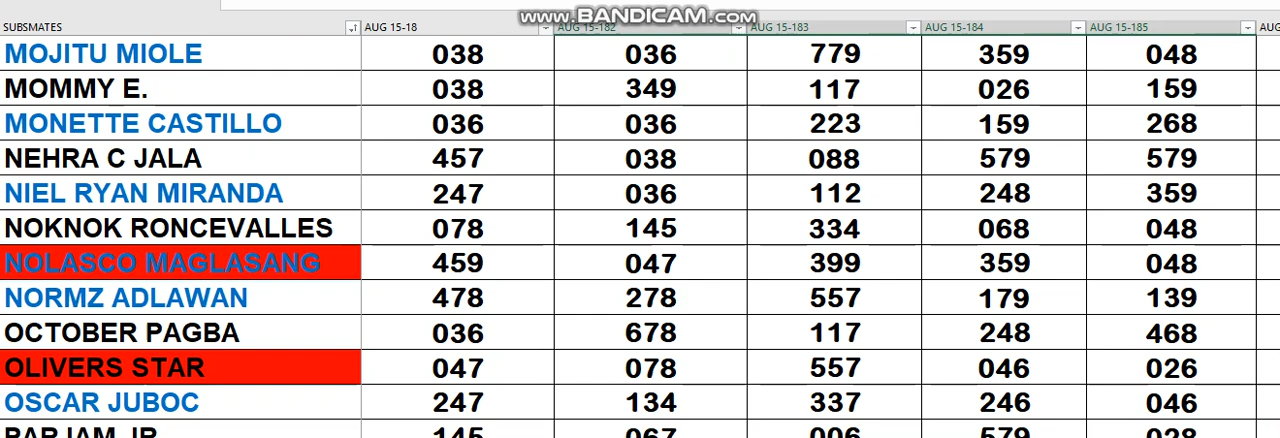 www.BANDICAM.com
SUBSMATES AUG 15-18 AUG 15-182 AUG 15-183 AUG 15-184 AUG 15-185 AUG
MOJITU MIOLE 038 036 779 359 048
MOMMY E. 038 349 117 026 159
MONETTE CASTILLO 036 036 223 159 268
NEHRA C JALA 457 038 088 579 579
NIEL RYAN MIRANDA 247 036 112 248 359
NOKNOK RONCEVALLES 078 145 334 068 048
NOLASCO MAGLASANG 459 047 399 359 048
NORMZ ADLAWAN 478 278 557 179 139
OCTOBER PAGBA 036 678 117 248 468
OLIVERS STAR 047 078 557 046 026
OSCAR JUBOC 247 134 337 246 046
PARJAM JR 145 067 006 579 028